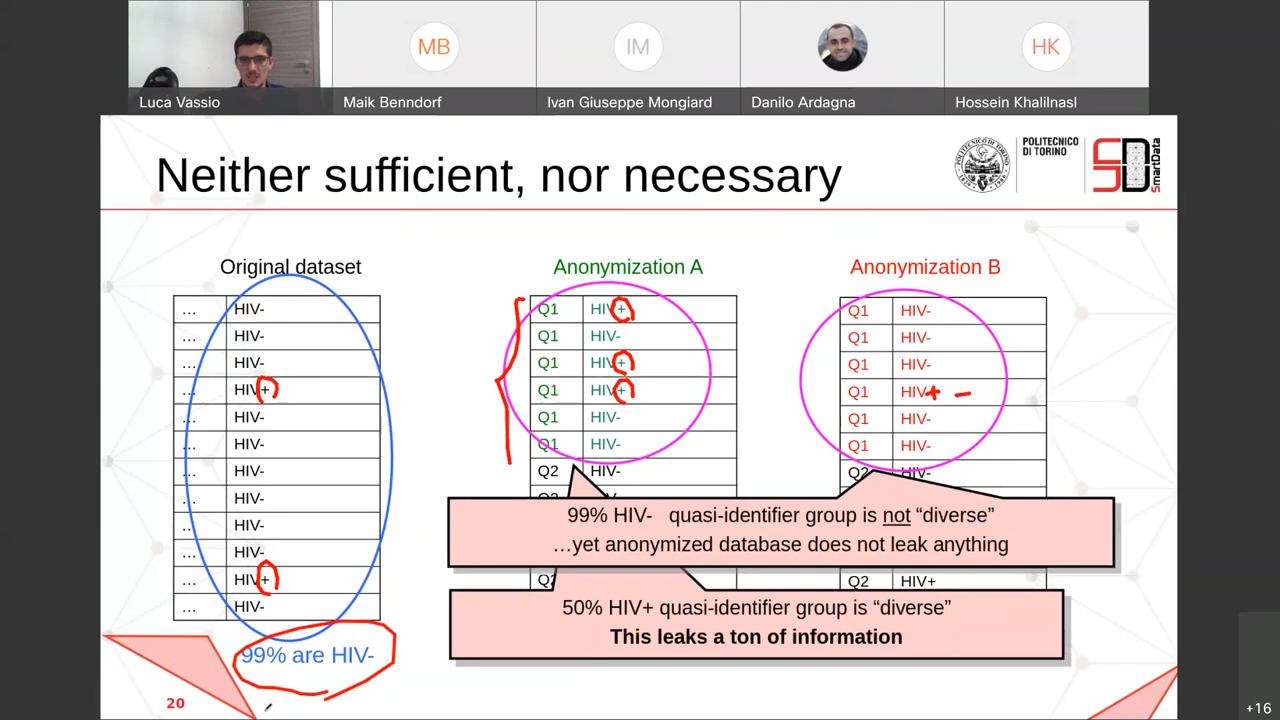 MB
IM
HK
Luca Vassio
Maik Benndorf
Ivan Giuseppe Mongiard
Danilo Ardagna
Hossein Khalilnasl
Neither sufficient, nor necessary
POLITECNICO
DI TORINO
SD
SmartData
Original dataset
... HIV-
... HIV-
... HIV-
... HIV+
... HIV-
... HIV-
... HIV-
... HIV-
... HIV-
... HIV-
... HIV+
... HIV-
99% are HIV-
Anonymization A
Q1 HIV+
Q1 HIV-
Q1 HIV+
Q1 HIV+
Q1 HIV-
Q1 HIV-
Q2 HIV-
Anonymization B
Q1 HIV-
Q1 HIV-
Q1 HIV-
Q1 HIV + -
Q1 HIV-
Q1 HIV-
Q2 HIV-
99% HIV- quasi-identifier group is not “diverse”
…yet anonymized database does not leak anything
Q2
Q2 HIV+
50% HIV+ quasi-identifier group is “diverse”
This leaks a ton of information
20
+16